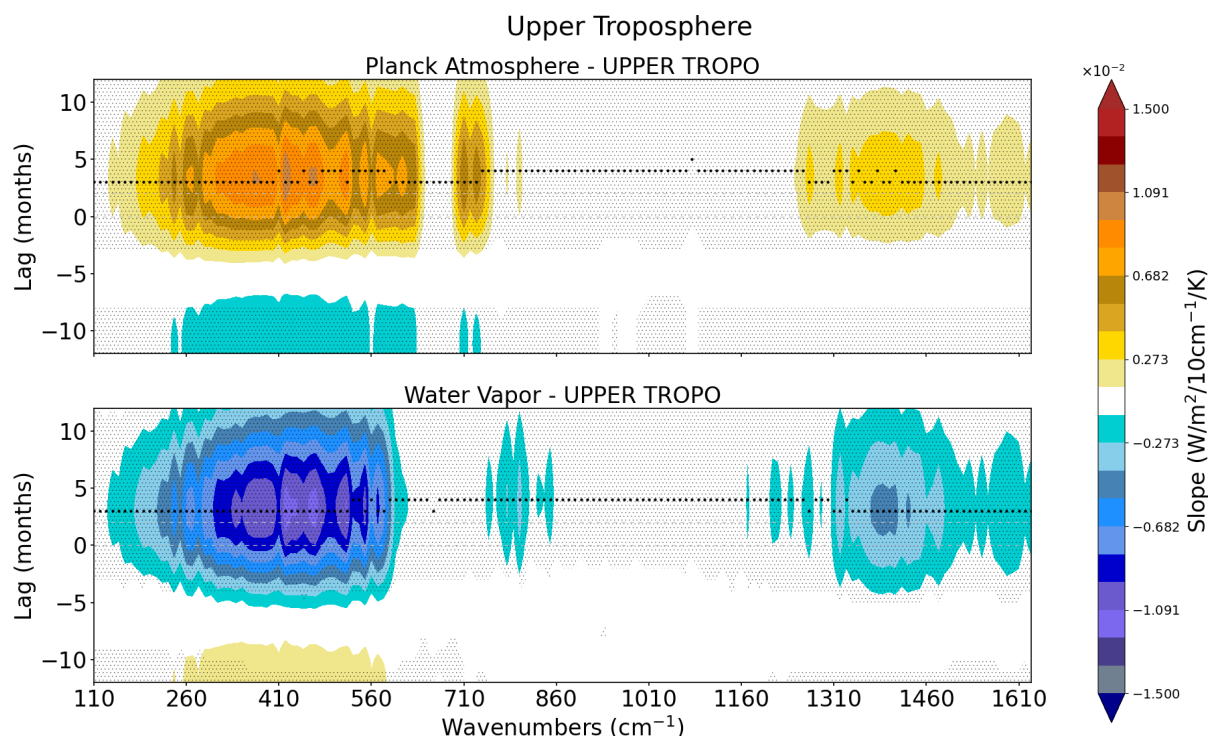 Upper Troposphere
Planck Atmosphere - UPPER TROPO
×10⁻²
10
5
0
−5
−10
Lag (months)
Water Vapor - UPPER TROPO
10
5
0
−5
−10
Lag (months)
110 260 410 560 710 860 1010 1160 1310 1460 1610
Wavenumbers (cm⁻¹)
1.500
1.091
0.682
0.273
−0.273
−0.682
−1.091
−1.500
Slope (W/m²/10cm⁻¹/K)